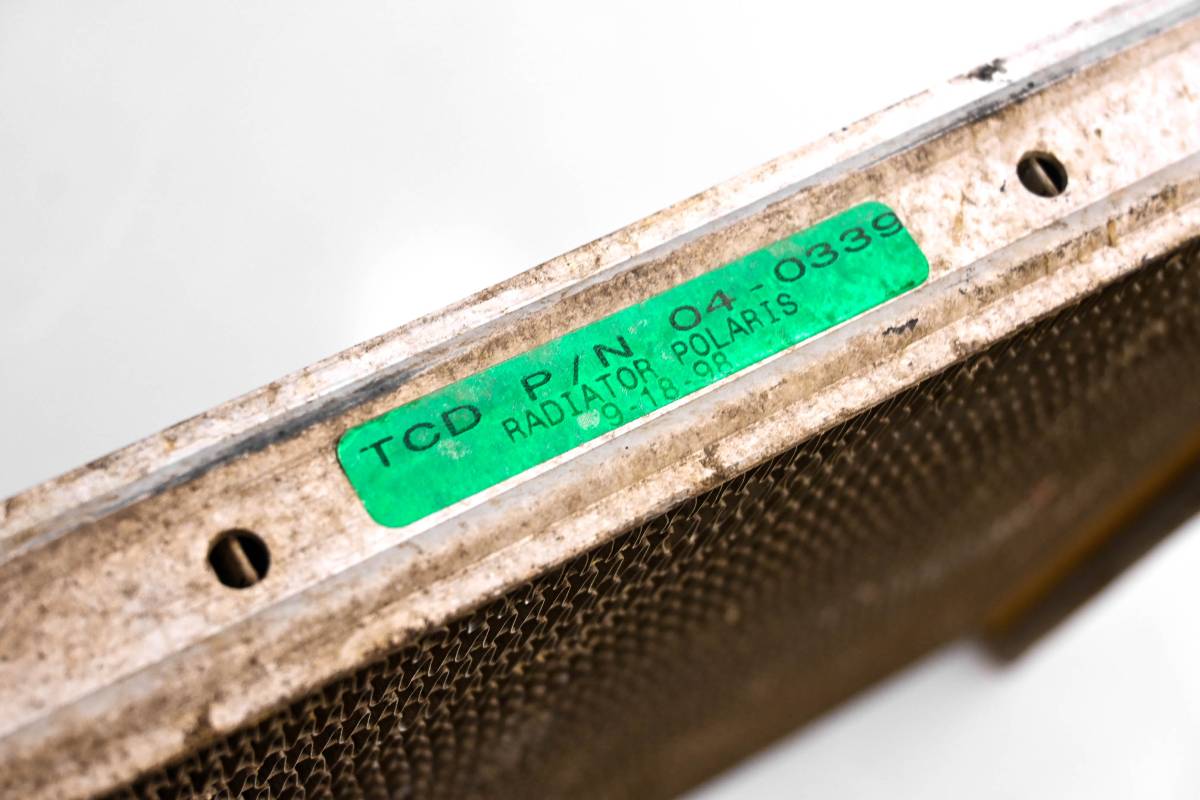 TCD P/N 04-0339
RADIATOR POLARIS
9-18-98